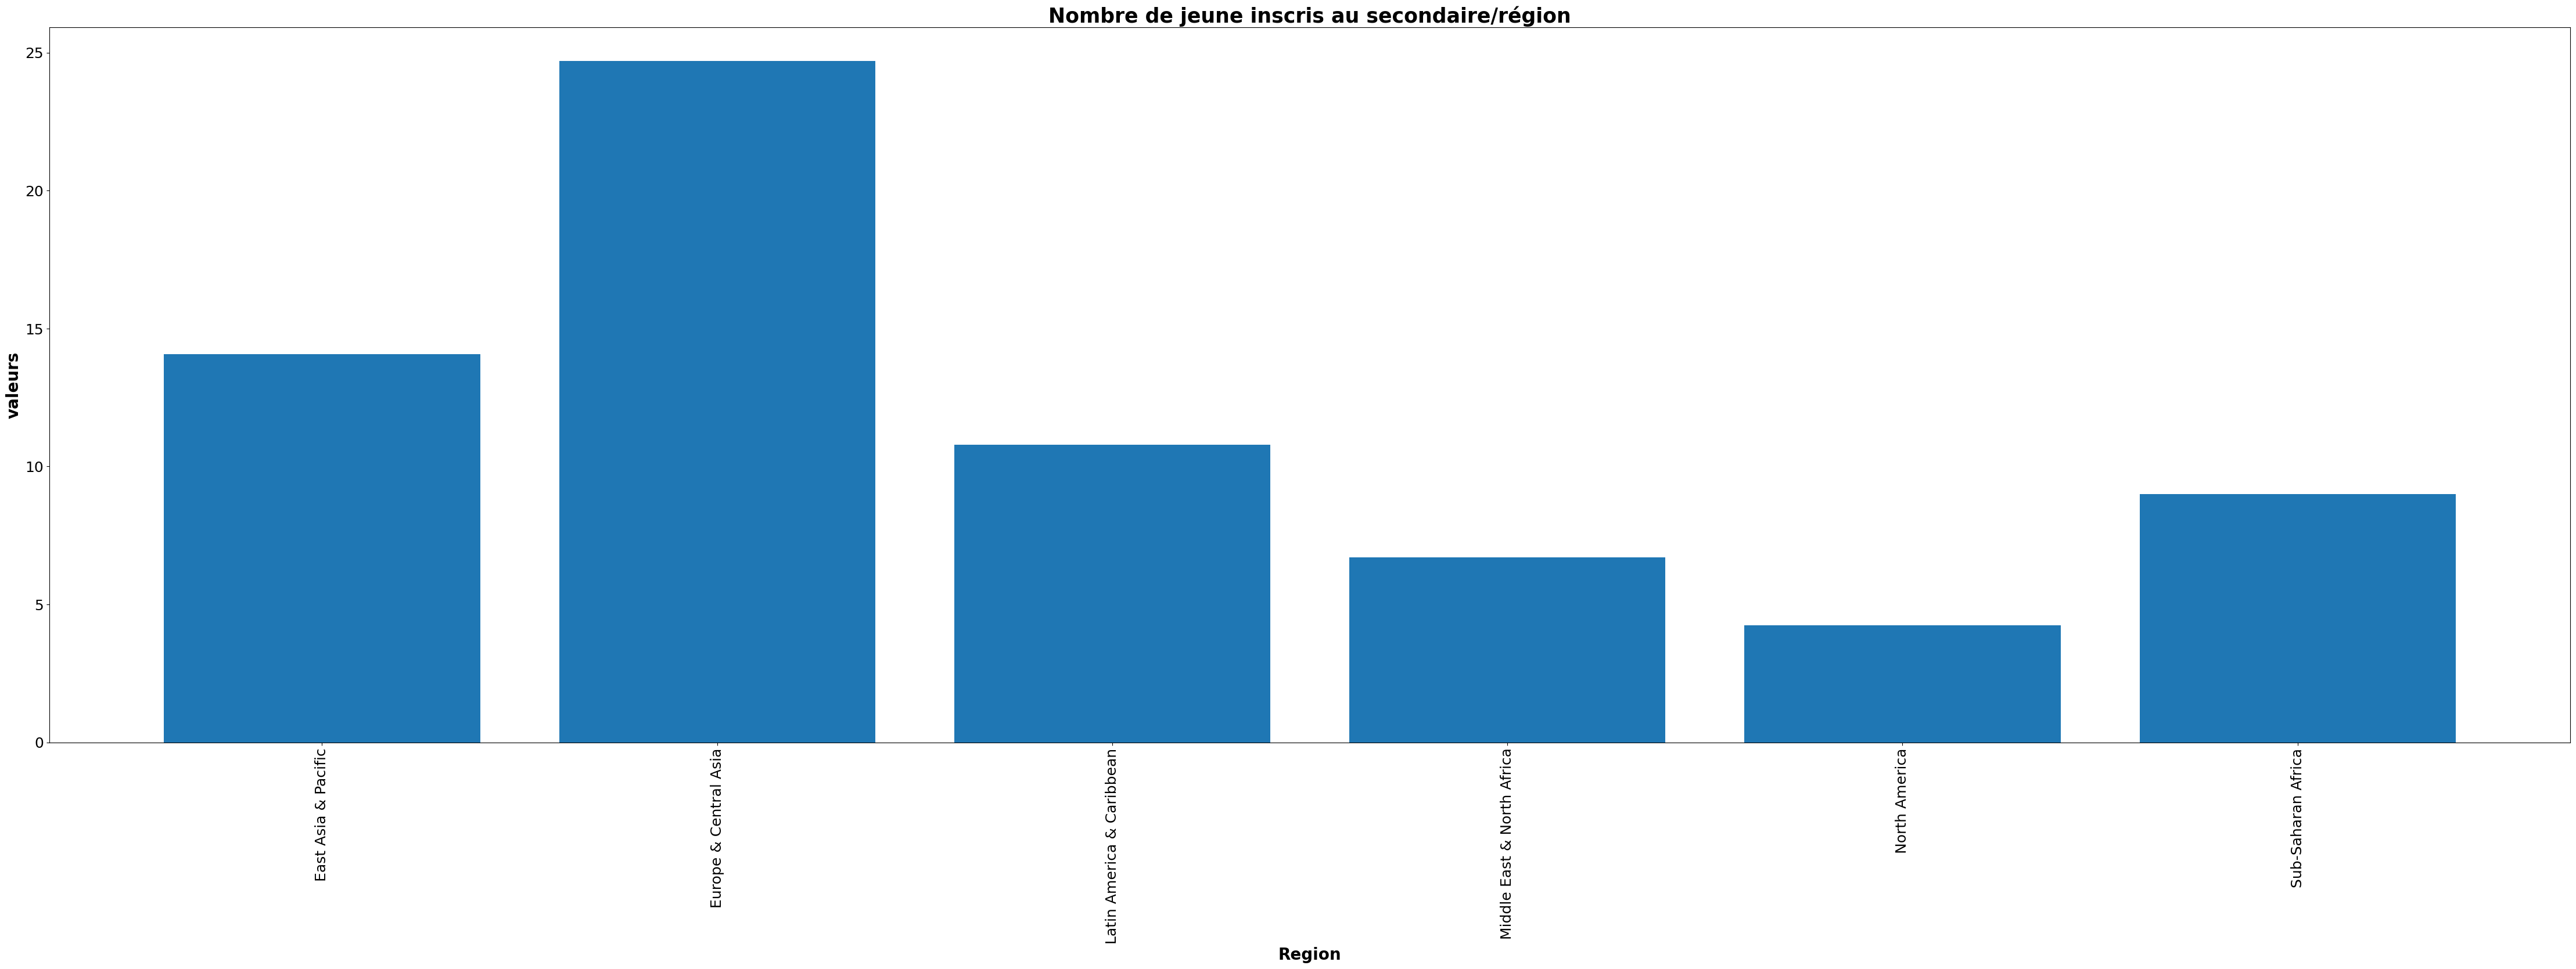 Nombre de jeune inscris au secondaire/région
25
20
15
10
5
0
valeurs
East Asia & Pacific
Europe & Central Asia
Latin America & Caribbean
Middle East & North Africa
North America
Sub-Saharan Africa
Region